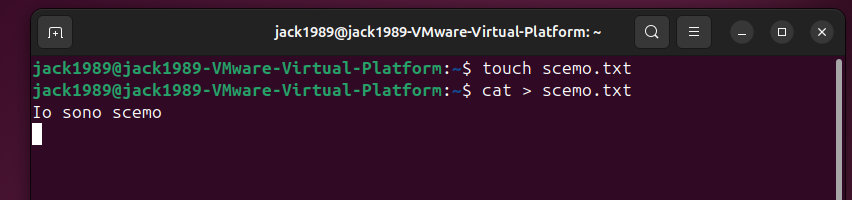 jack1989@jack1989-VMware-Virtual-Platform: ~
jack1989@jack1989-VMware-Virtual-Platform:~$ touch scemo.txt
jack1989@jack1989-VMware-Virtual-Platform:~$ cat > scemo.txt
Io sono scemo